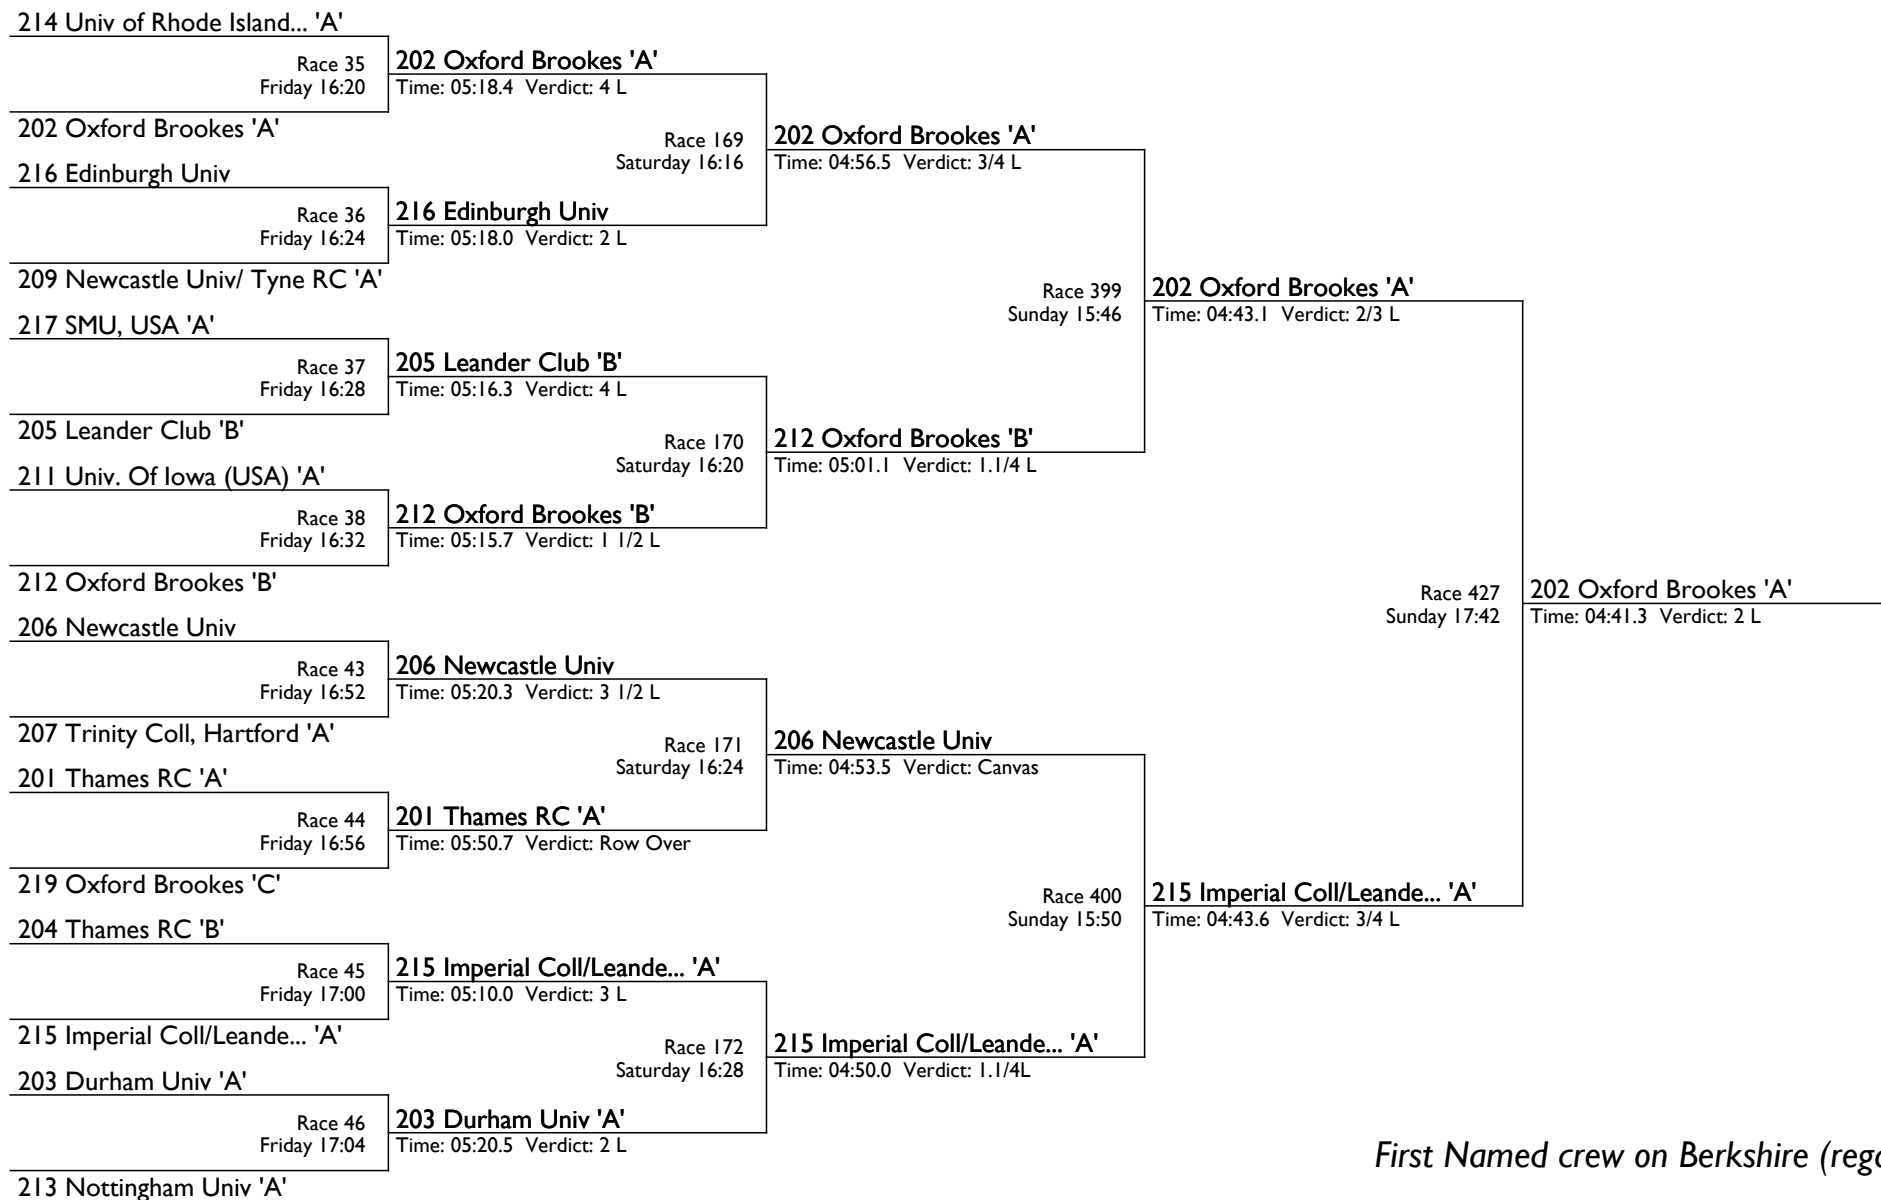 214 Univ of Rhode Island... 'A'
Race 35
Friday 16:20
202 Oxford Brookes 'A'
202 Oxford Brookes 'A'
Time: 05:18.4 Verdict: 4 L
216 Edinburgh Univ
Race 36
Friday 16:24
209 Newcastle Univ/ Tyne RC 'A'
216 Edinburgh Univ
Time: 05:18.0 Verdict: 2 L
Race 169
Saturday 16:16
202 Oxford Brookes 'A'
Time: 04:56.5 Verdict: 3/4 L
217 SMU, USA 'A'
Race 37
Friday 16:28
205 Leander Club 'B'
205 Leander Club 'B'
Time: 05:16.3 Verdict: 4 L
211 Univ. Of Iowa (USA) 'A'
Race 38
Friday 16:32
212 Oxford Brookes 'B'
212 Oxford Brookes 'B'
Time: 05:15.7 Verdict: 1 1/2 L
Race 170
Saturday 16:20
212 Oxford Brookes 'B'
Time: 05:01.1 Verdict: 1.1/4 L
Race 399
Sunday 15:46
202 Oxford Brookes 'A'
Time: 04:43.1 Verdict: 2/3 L
206 Newcastle Univ
Race 43
Friday 16:52
207 Trinity Coll, Hartford 'A'
206 Newcastle Univ
Time: 05:20.3 Verdict: 3 1/2 L
201 Thames RC 'A'
Race 44
Friday 16:56
219 Oxford Brookes 'C'
201 Thames RC 'A'
Time: 05:50.7 Verdict: Row Over
Race 171
Saturday 16:24
206 Newcastle Univ
Time: 04:53.5 Verdict: Canvas
204 Thames RC 'B'
Race 45
Friday 17:00
215 Imperial Coll/Leande... 'A'
215 Imperial Coll/Leande... 'A'
Time: 05:10.0 Verdict: 3 L
203 Durham Univ 'A'
Race 46
Friday 17:04
213 Nottingham Univ 'A'
203 Durham Univ 'A'
Time: 05:20.5 Verdict: 2 L
Race 172
Saturday 16:28
215 Imperial Coll/Leande... 'A'
Time: 04:50.0 Verdict: 1.1/4L
Race 400
Sunday 15:50
215 Imperial Coll/Leande... 'A'
Time: 04:43.6 Verdict: 3/4 L
Race 427
Sunday 17:42
202 Oxford Brookes 'A'
Time: 04:41.3 Verdict: 2 L
First Named crew on Berkshire